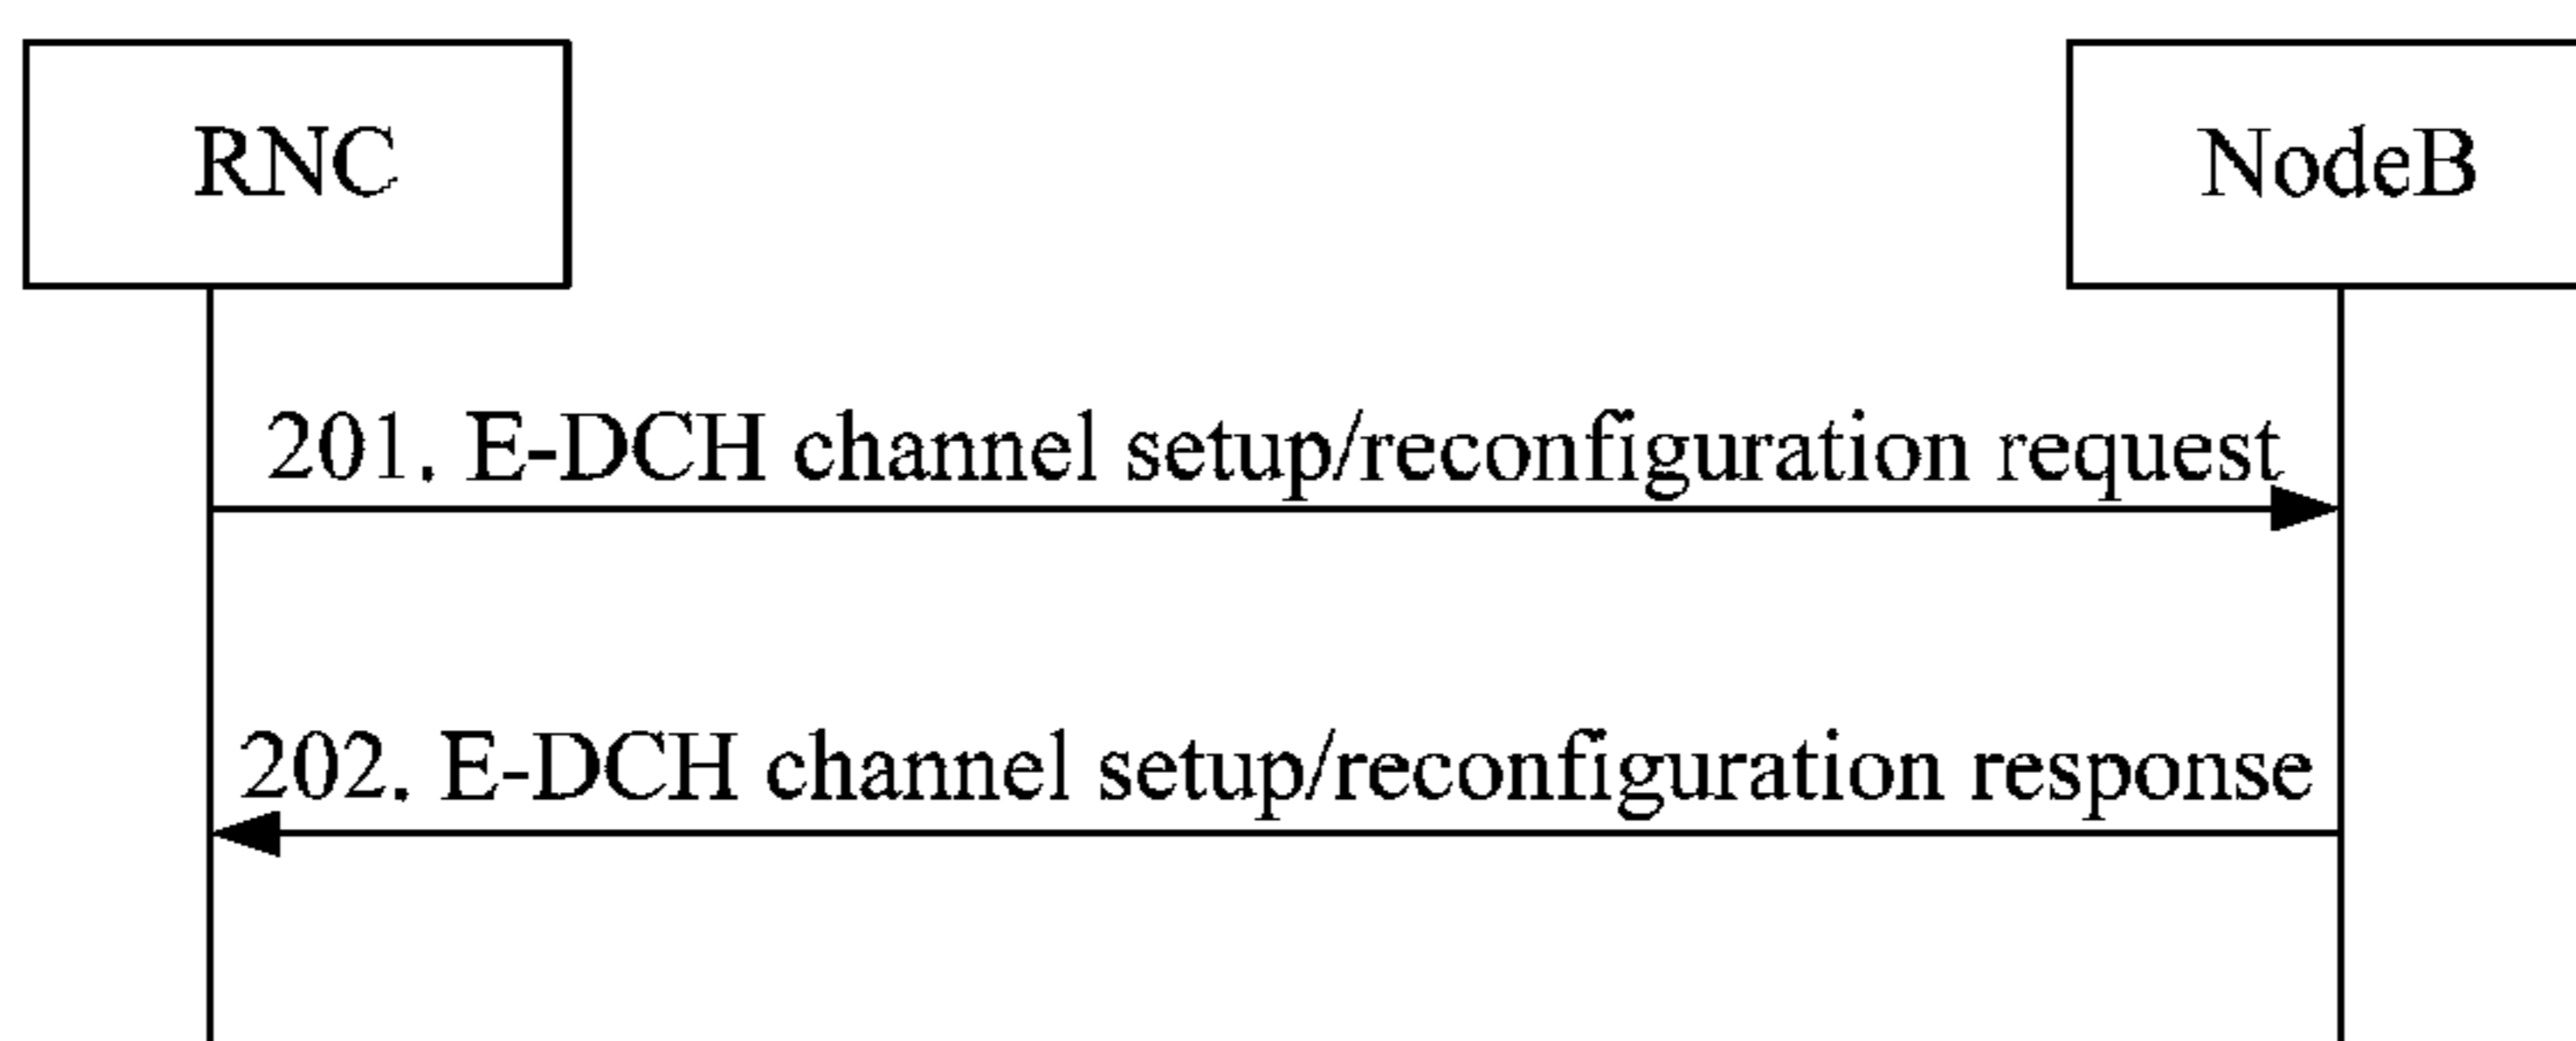 RNC
NodeB
201. E-DCH channel setup/reconfiguration request
202. E-DCH channel setup/reconfiguration response